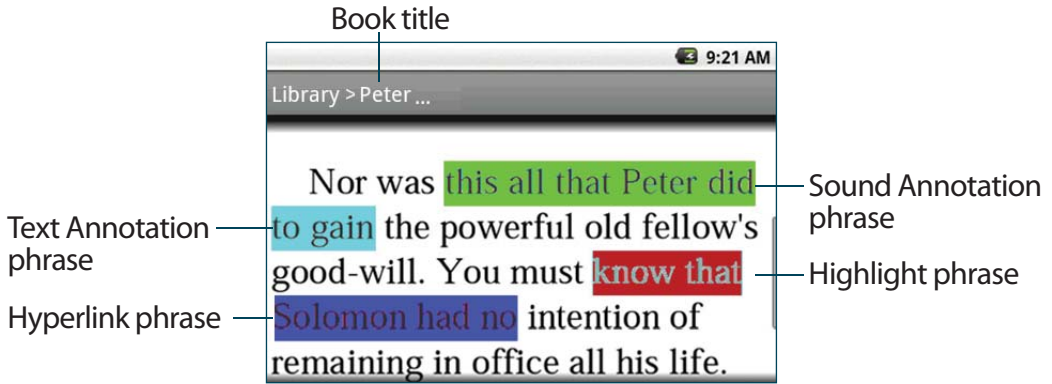 Book title
9:21 AM
Library > Peter ...
Nor was this all that Peter did
to gain the powerful old fellow's
good-will. You must know that
Solomon had no intention of
remaining in office all his life.
Text Annotation
phrase
Hyperlink phrase
Sound Annotation
phrase
Highlight phrase